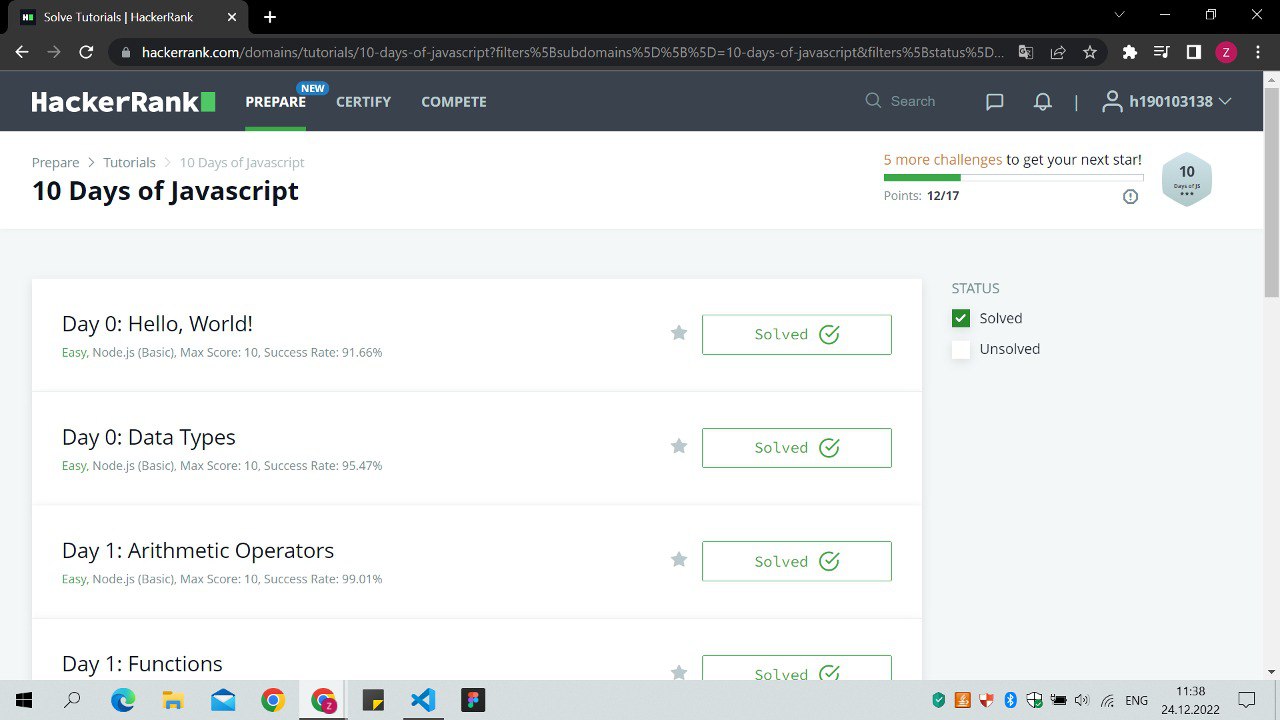 Solve Tutorials | HackerRank
hackerrank.com/domains/tutorials/10-days-of-javascript?filters%5Bsubdomains%5D%5B%5D=10-days-of-javascript&filters%5Bstatus%5D...
Z
HackerRank
PREPARE
NEW
CERTIFY
COMPETE
Search
h190103138
Prepare > Tutorials > 10 Days of Javascript
10 Days of Javascript
5 more challenges to get your next star!
Points: 12/17
10
Days of JS
Day 0: Hello, World!
Easy, Node.js (Basic), Max Score: 10, Success Rate: 91.66%
Solved
Day 0: Data Types
Easy, Node.js (Basic), Max Score: 10, Success Rate: 95.47%
Solved
Day 1: Arithmetic Operators
Easy, Node.js (Basic), Max Score: 10, Success Rate: 99.01%
Solved
Day 1: Functions
Solved
STATUS
Solved
Unsolved
ENG
11:38
24.12.2022